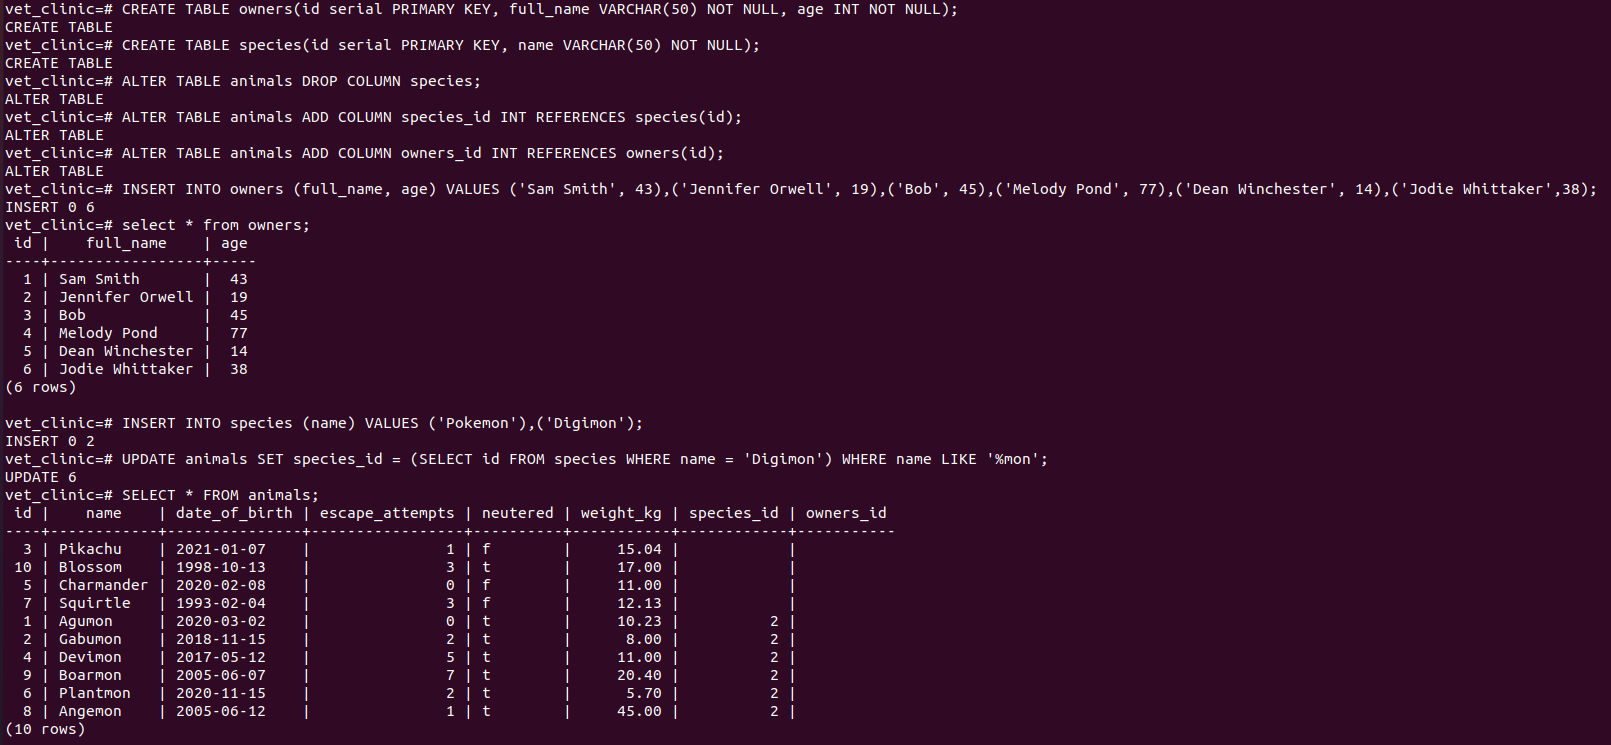 vet_clinic=# CREATE TABLE owners(id serial PRIMARY KEY, full_name VARCHAR(50) NOT NULL, age INT NOT NULL);
CREATE TABLE
vet_clinic=# CREATE TABLE species(id serial PRIMARY KEY, name VARCHAR(50) NOT NULL);
CREATE TABLE
vet_clinic=# ALTER TABLE animals DROP COLUMN species;
ALTER TABLE
vet_clinic=# ALTER TABLE animals ADD COLUMN species_id INT REFERENCES species(id);
ALTER TABLE
vet_clinic=# ALTER TABLE animals ADD COLUMN owners_id INT REFERENCES owners(id);
ALTER TABLE
vet_clinic=# INSERT INTO owners (full_name, age) VALUES ('Sam Smith', 43),('Jennifer Orwell', 19),('Bob', 45),('Melody Pond', 77),('Dean Winchester', 14),('Jodie Whittaker',38);
INSERT 0 6
vet_clinic=# select * from owners;
 id |    full_name    | age
----+-----------------+-----
  1 | Sam Smith       |  43
  2 | Jennifer Orwell |  19
  3 | Bob             |  45
  4 | Melody Pond     |  77
  5 | Dean Winchester |  14
  6 | Jodie Whittaker |  38
(6 rows)

vet_clinic=# INSERT INTO species (name) VALUES ('Pokemon'),('Digimon');
INSERT 0 2
vet_clinic=# UPDATE animals SET species_id = (SELECT id FROM species WHERE name = 'Digimon') WHERE name LIKE '%mon';
UPDATE 6
vet_clinic=# SELECT * FROM animals;
 id |    name    | date_of_birth | escape_attempts | neutered | weight_kg | species_id | owners_id
----+------------+---------------+-----------------+----------+-----------+------------+-----------
  3 | Pikachu    | 2021-01-07    |               1 | f        |     15.04 |            |
 10 | Blossom    | 1998-10-13    |               3 | t        |     17.00 |            |
  5 | Charmander | 2020-02-08    |               0 | f        |     11.00 |            |
  7 | Squirtle   | 1993-02-04    |               3 | f        |     12.13 |            |
  1 | Agumon     | 2020-03-02    |               0 | t        |     10.23 |          2 |
  2 | Gabumon    | 2018-11-15    |               2 | t        |      8.00 |          2 |
  4 | Devimon    | 2017-05-12    |               5 | t        |     11.00 |          2 |
  9 | Boarmon    | 2005-06-07    |               7 | t        |     20.40 |          2 |
  6 | Plantmon   | 2020-11-15    |               2 | t        |      5.70 |          2 |
  8 | Angemon    | 2005-06-12    |               1 | t        |     45.00 |          2 |
(10 rows)